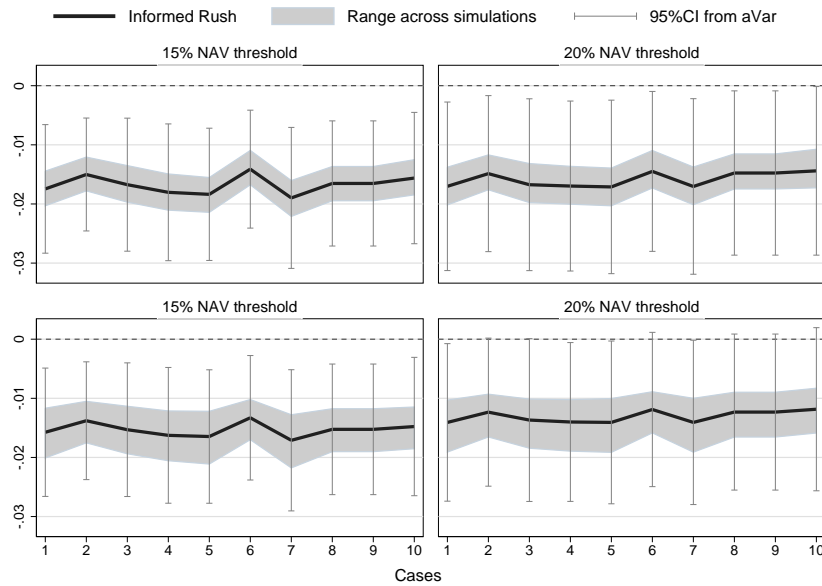 Informed Rush Range across simulations 95%CI from aVar
15% NAV threshold 20% NAV threshold
0
-.01
-.02
-.03
15% NAV threshold 20% NAV threshold
0
-.01
-.02
-.03
1 2 3 4 5 6 7 8 9 10 1 2 3 4 5 6 7 8 9 10
Cases